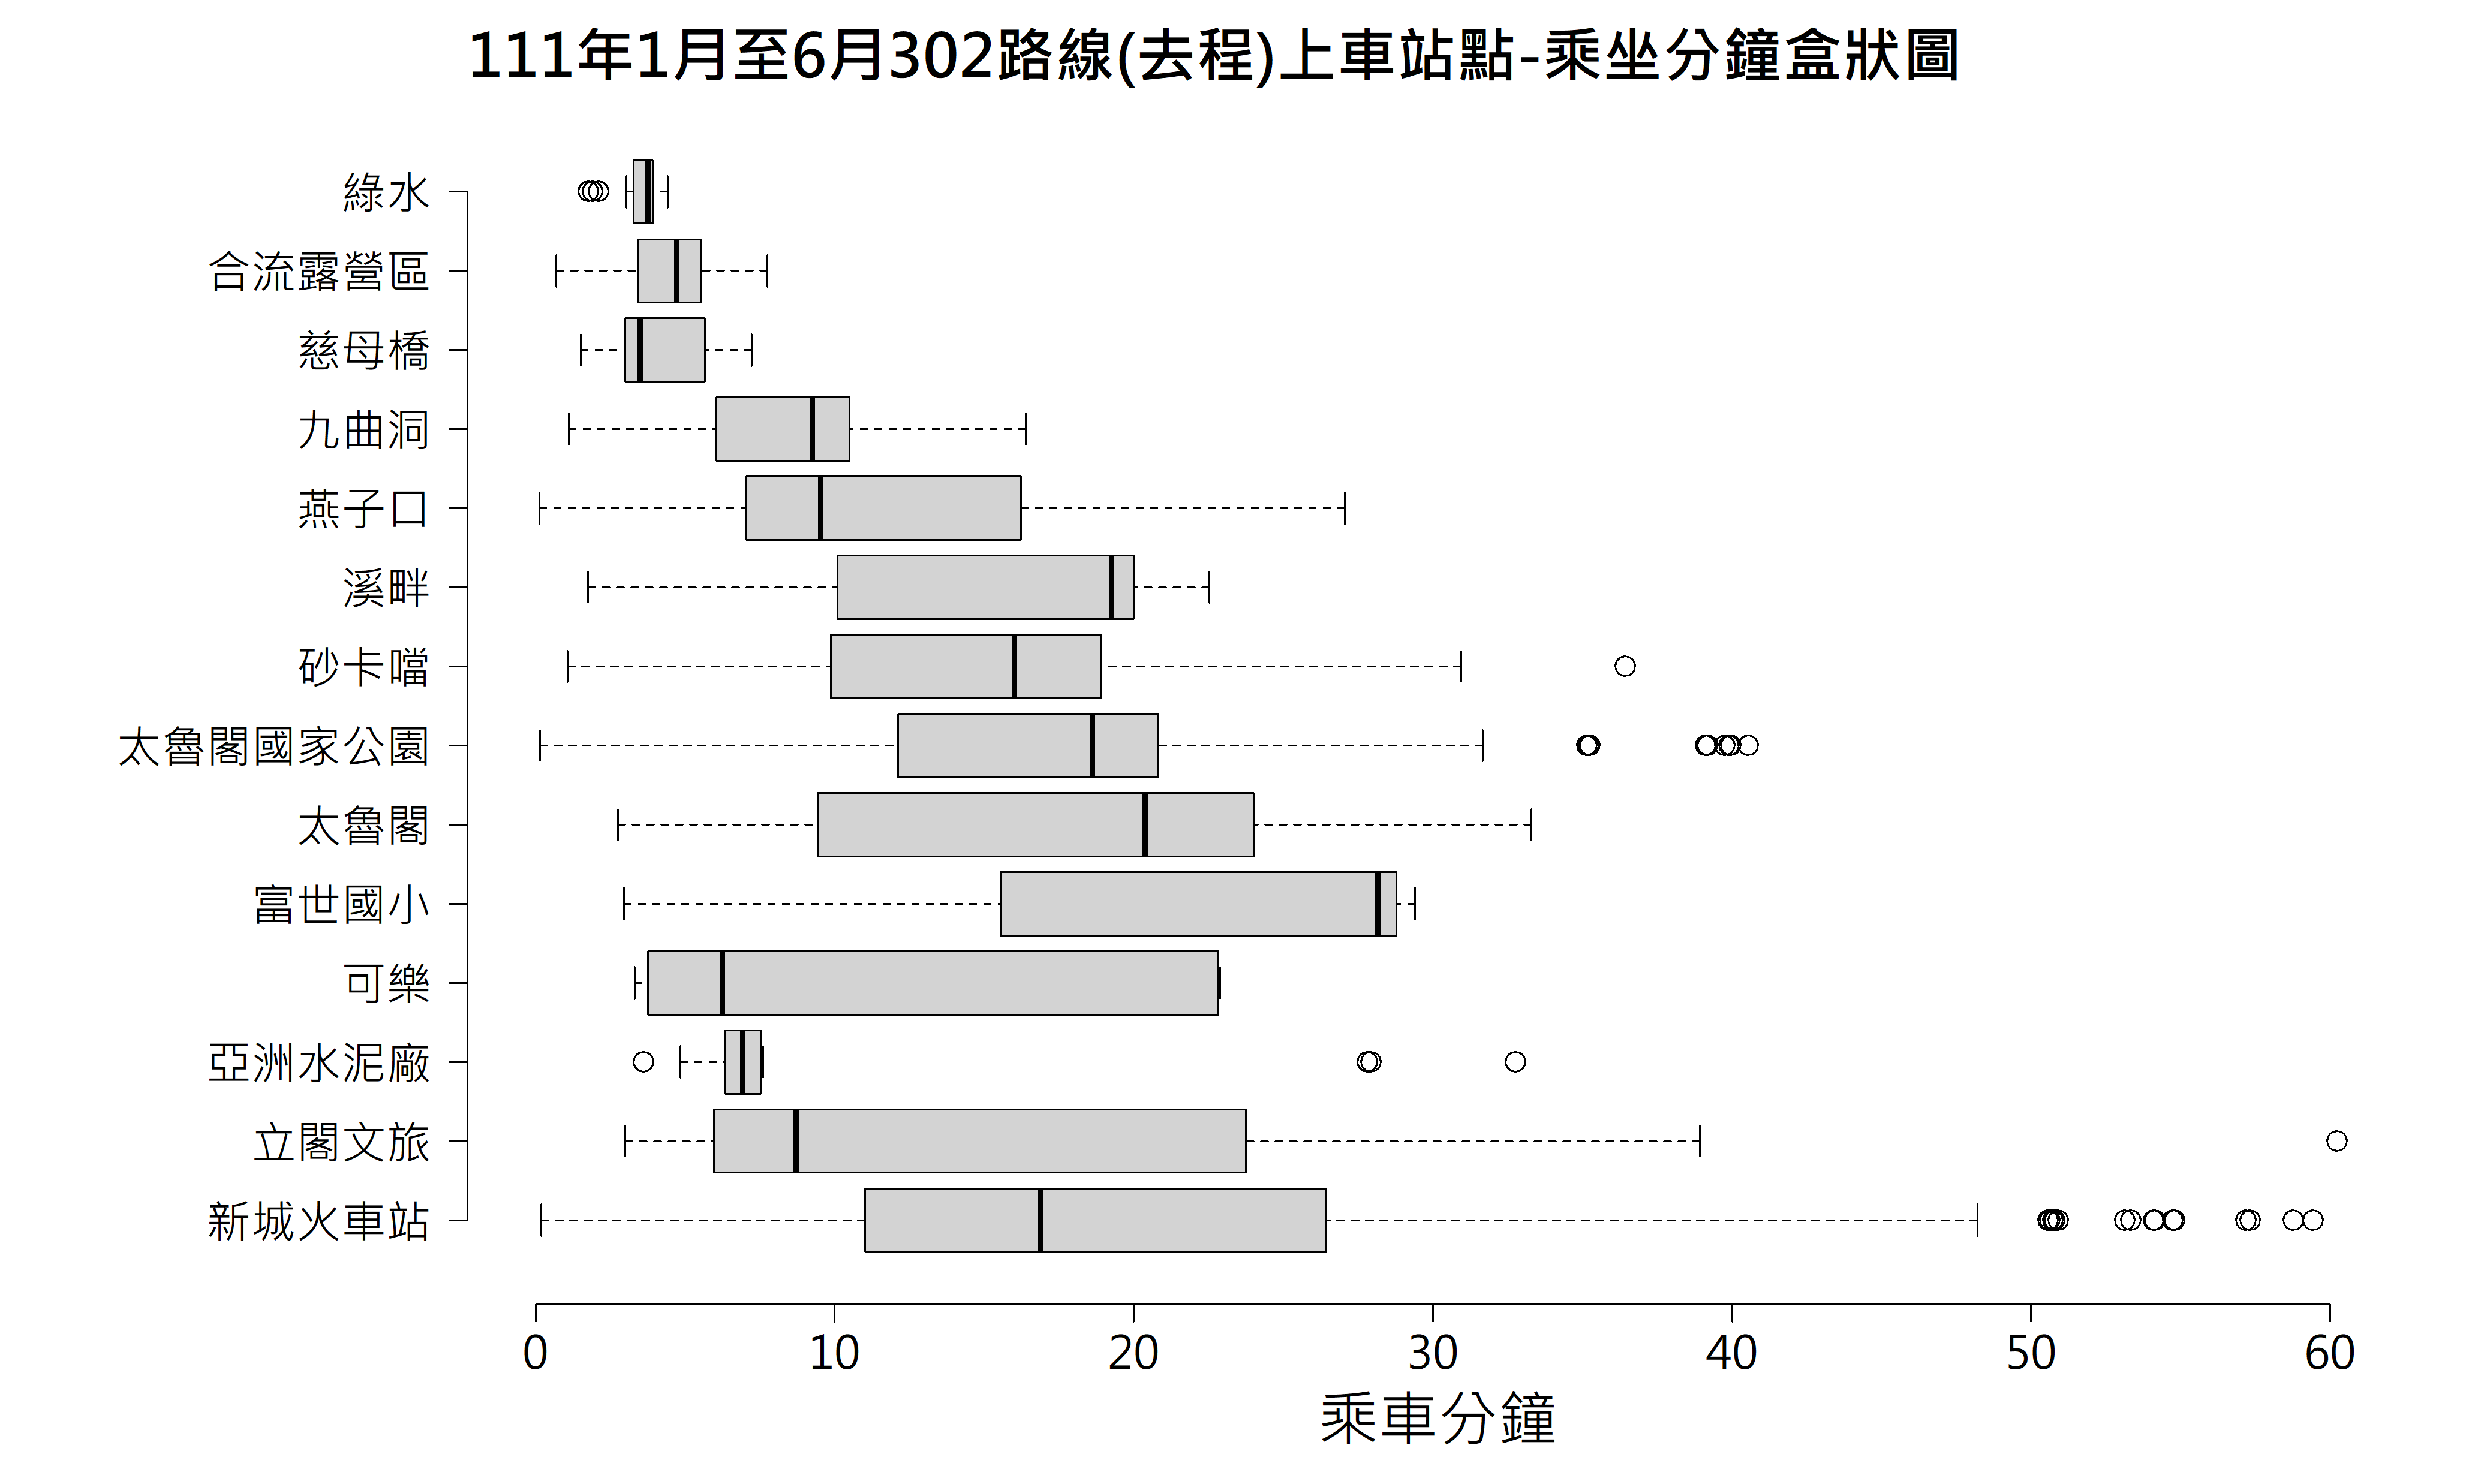 111年1月至6月302路線(去程)上車站點-乘坐分鐘盒狀圖
綠水
合流露營區
慈母橋
九曲洞
燕子口
溪畔
砂卡噹
太魯閣國家公園
太魯閣
富世國小
可樂
亞洲水泥廠
立閣文旅
新城火車站
0 10 20 30 40 50 60
乘車分鐘